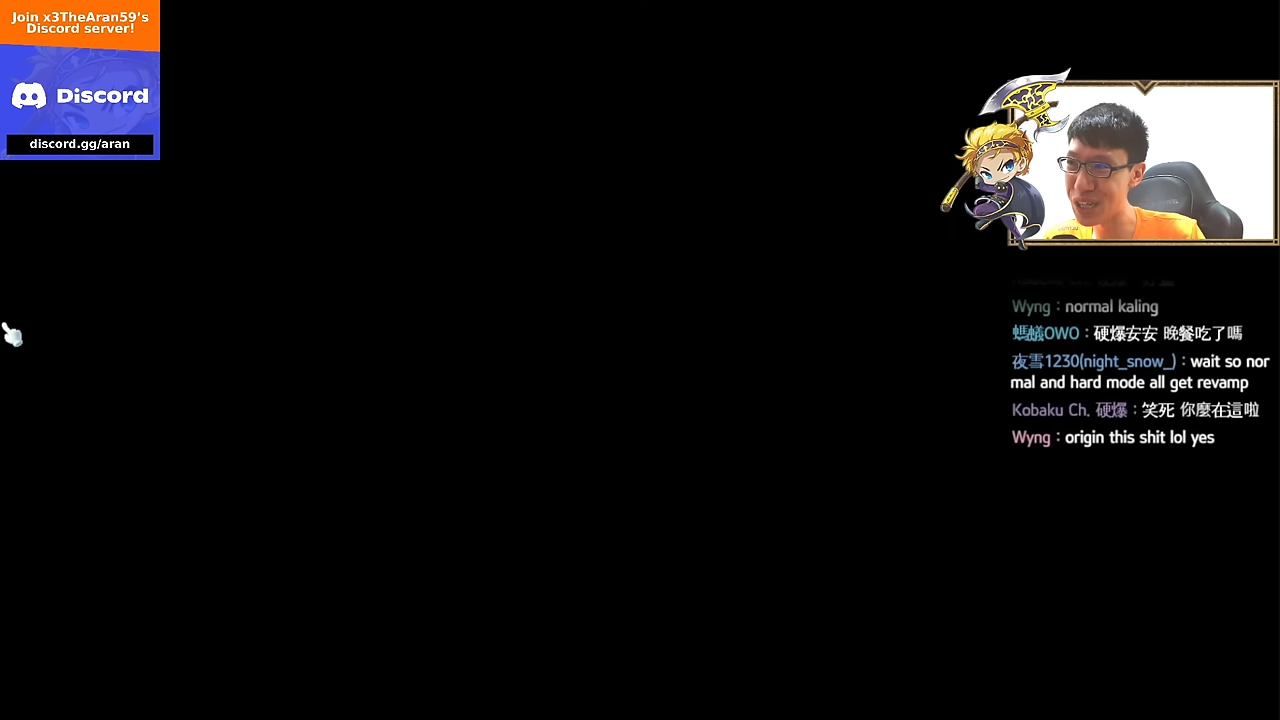 Join x3TheAran59's
Discord server!
Discord
discord.gg/aran
Wyng : normal kaling
螞蟻OWO : 硬爆安安 晚餐吃了嗎
夜雪1230(night_snow_) : wait so nor
mal and hard mode all get revamp
Kobaku Ch. 硬爆 : 笑死 你麼在這啦
Wyng : origin this shit lol yes